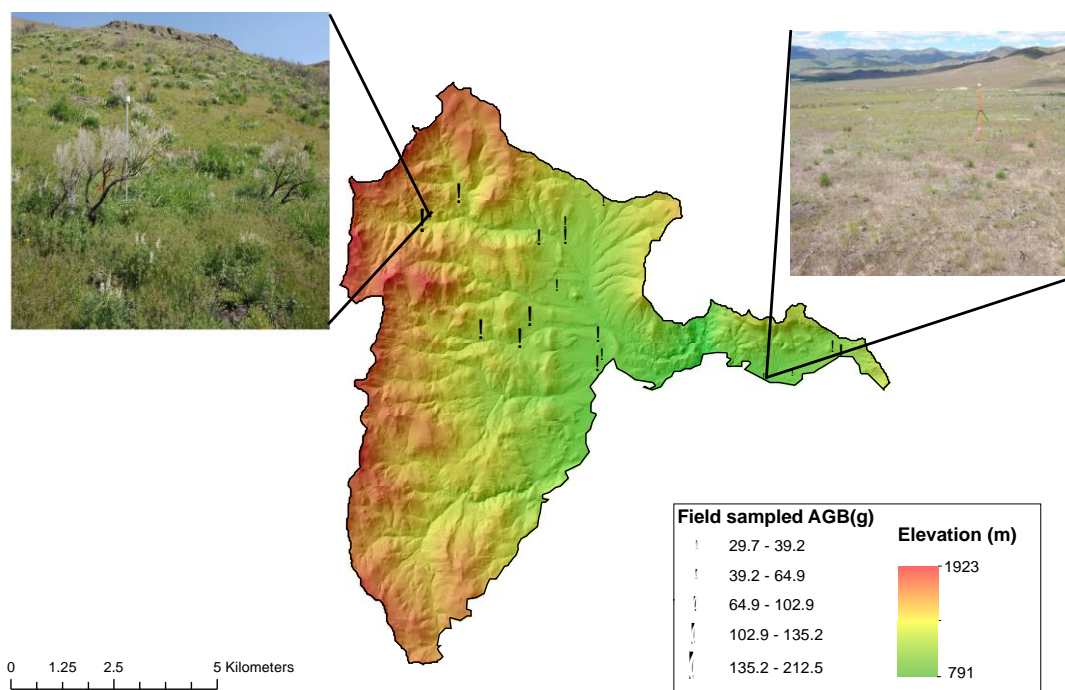 Field sampled AGB(g)
29.7 - 39.2
39.2 - 64.9
64.9 - 102.9
102.9 - 135.2
135.2 - 212.5
Elevation (m)
1923
791
0 1.25 2.5 5 Kilometers